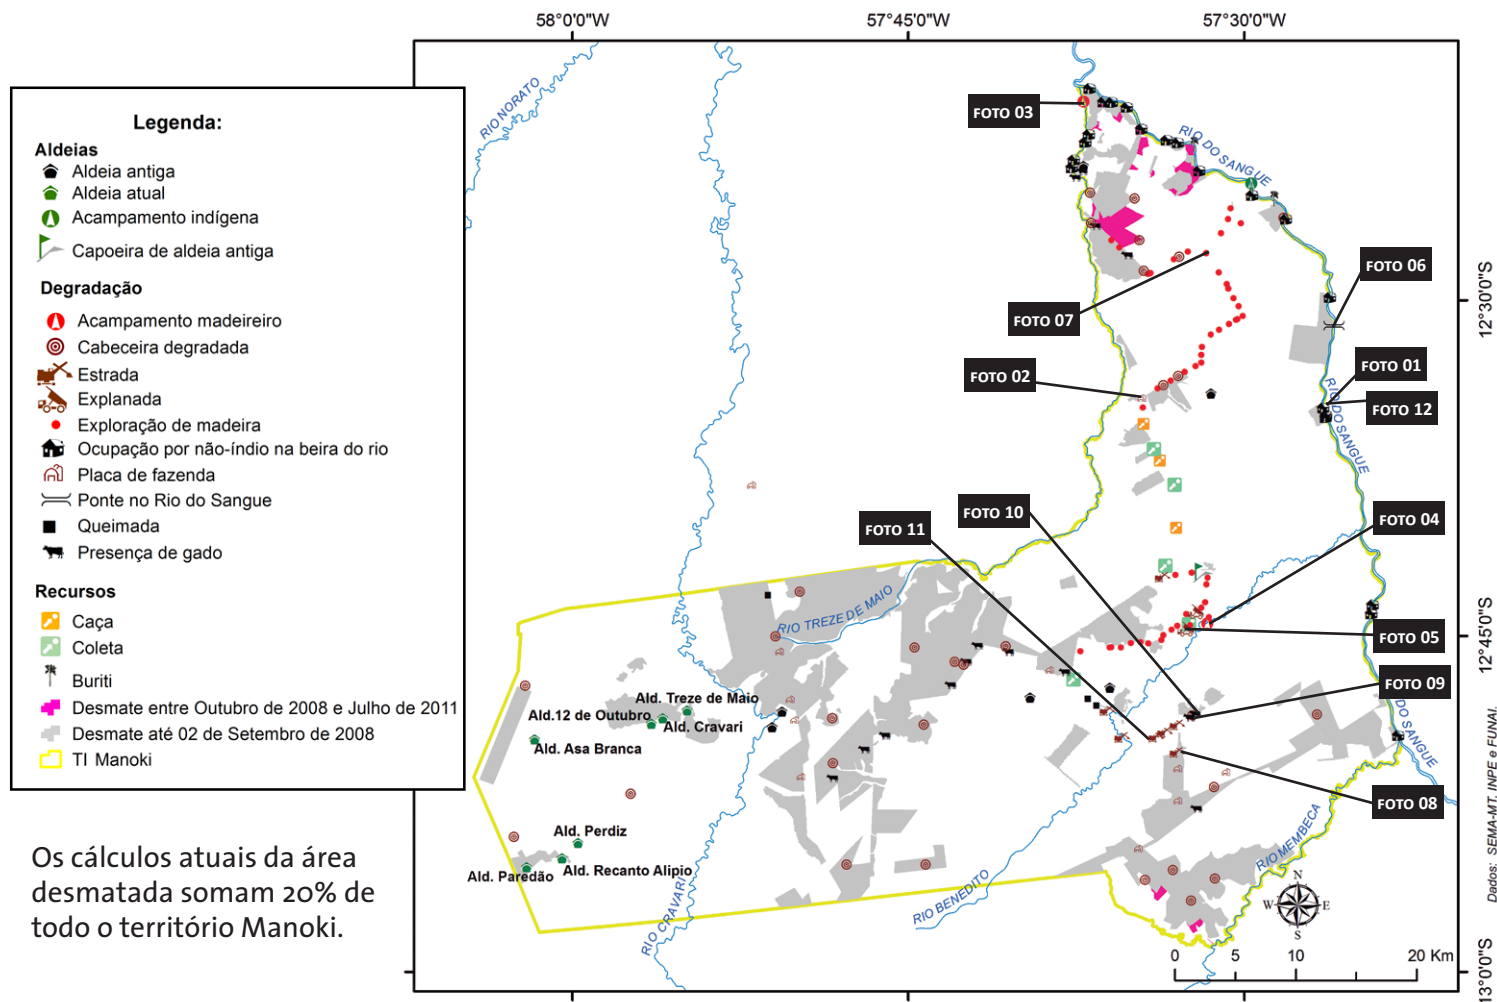 58°0'0"W
57°45'0"W
57°30'0"W
Legenda:
Aldeias
Aldeia antiga
Aldeia atual
Acampamento indígena
Capoeira de aldeia antiga
Degradação
Acampamento madeireiro
Cabeceira degradada
Estrada
Explanada
Exploração de madeira
Ocupação por não-índio na beira do rio
Placa de fazenda
Ponte no Rio do Sangue
Queimada
Presença de gado
Recursos
Caça
Coleta
Buriti
Desmate entre Outubro de 2008 e Julho de 2011
Desmate até 02 de Setembro de 2008
TI Manoki
Os cálculos atuais da área
desmatada somam 20% de
todo o território Manoki.
RIO NORATO
FOTO 03
RIO DO SANGUE
FOTO 06
12°30'0"S
FOTO 07
FOTO 02
FOTO 01
FOTO 12
RIO DO SANGUE
FOTO 10
FOTO 11
FOTO 04
RIO TREZE DE MAIO
FOTO 05
12°45'0"S
FOTO 09
Ald. Treze de Maio
Ald.12 de Outubro
Ald. Cravari
Ald. Asa Branca
DO SANGUE
FOTO 08
Ald. Perdiz
Ald. Recanto Alipio
Ald. Paredão
RIO MEMBECA
RIO BENEDITO
RIO CRAVARI
N
W
E
S
0 5 10 20 Km
13°0'0"S
Dados: SEMA-MT, INPE e FUNAI.